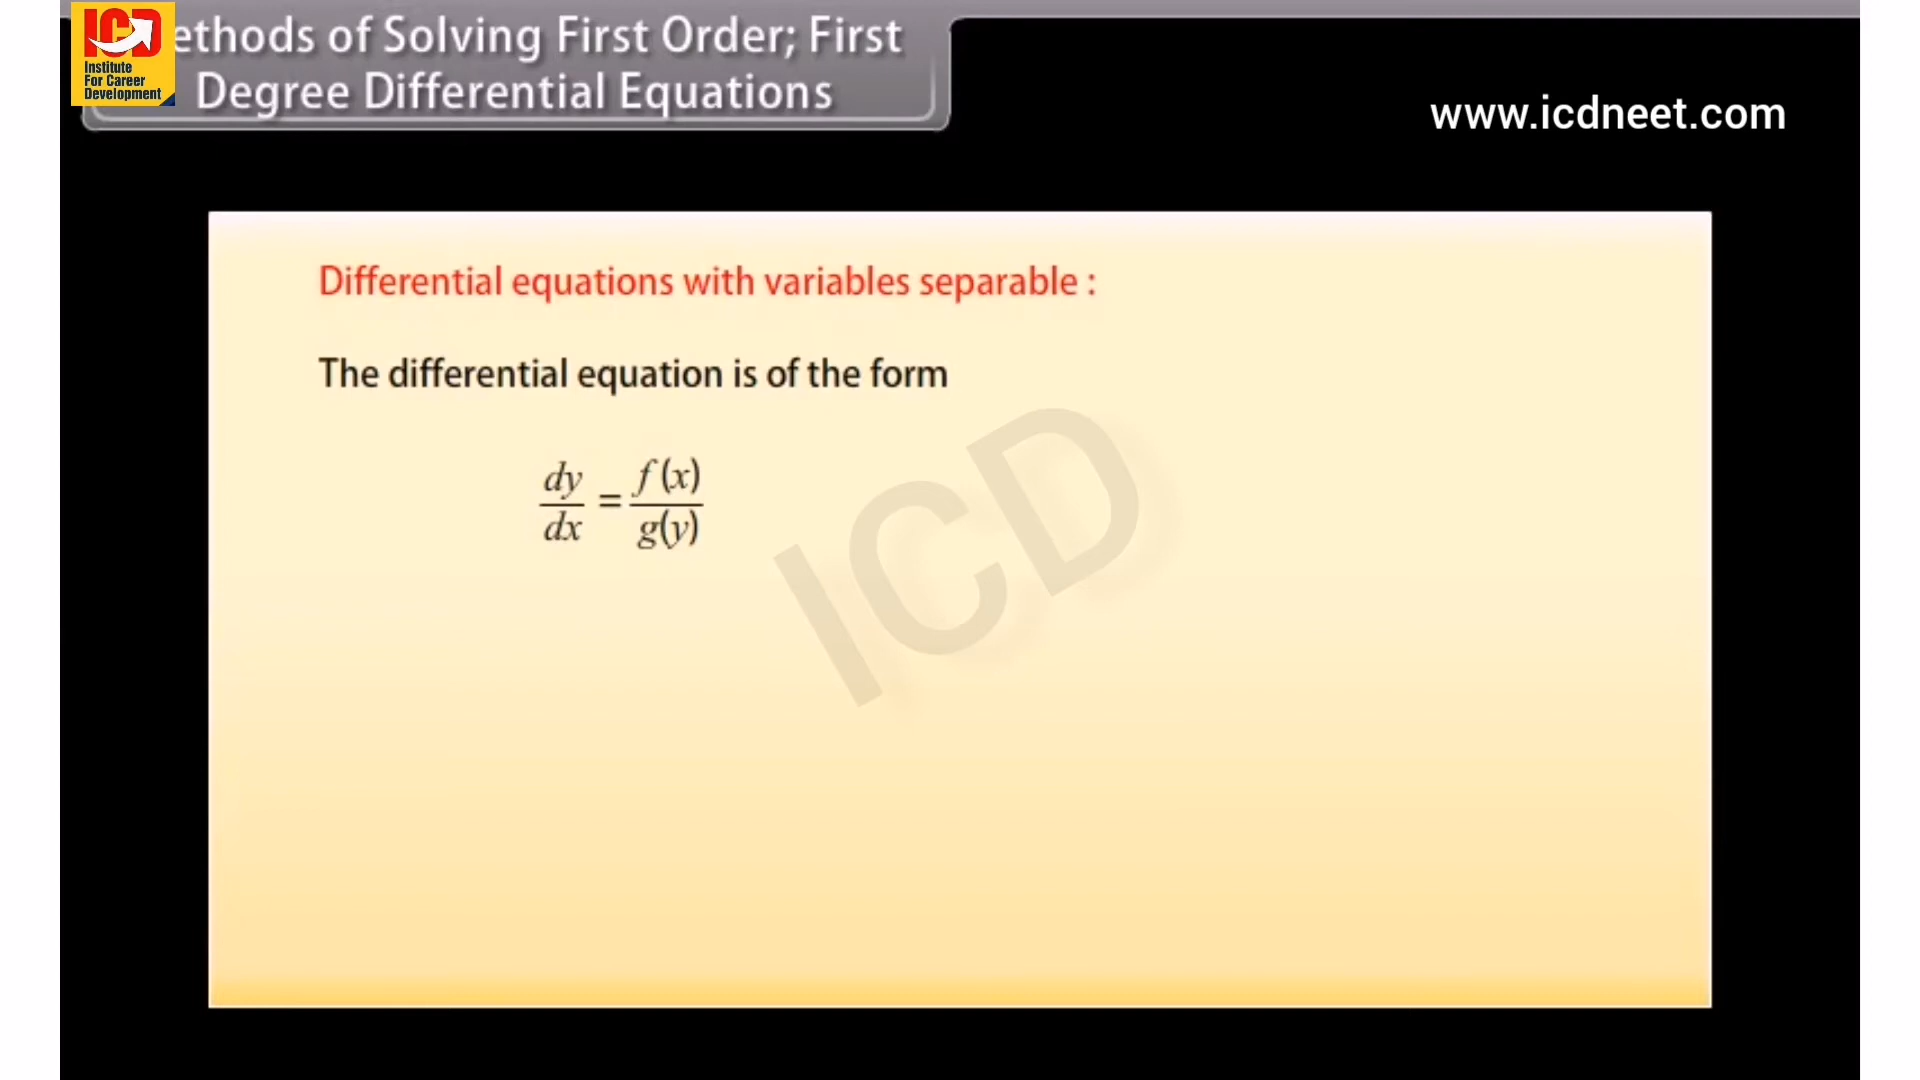 ICD
Institute
For Career
Development
ethods of Solving First Order; First
Degree Differential Equations
www.icdneet.com
Differential equations with variables separable :
The differential equation is of the form
dy/dx = f(x)/g(y)
ICD